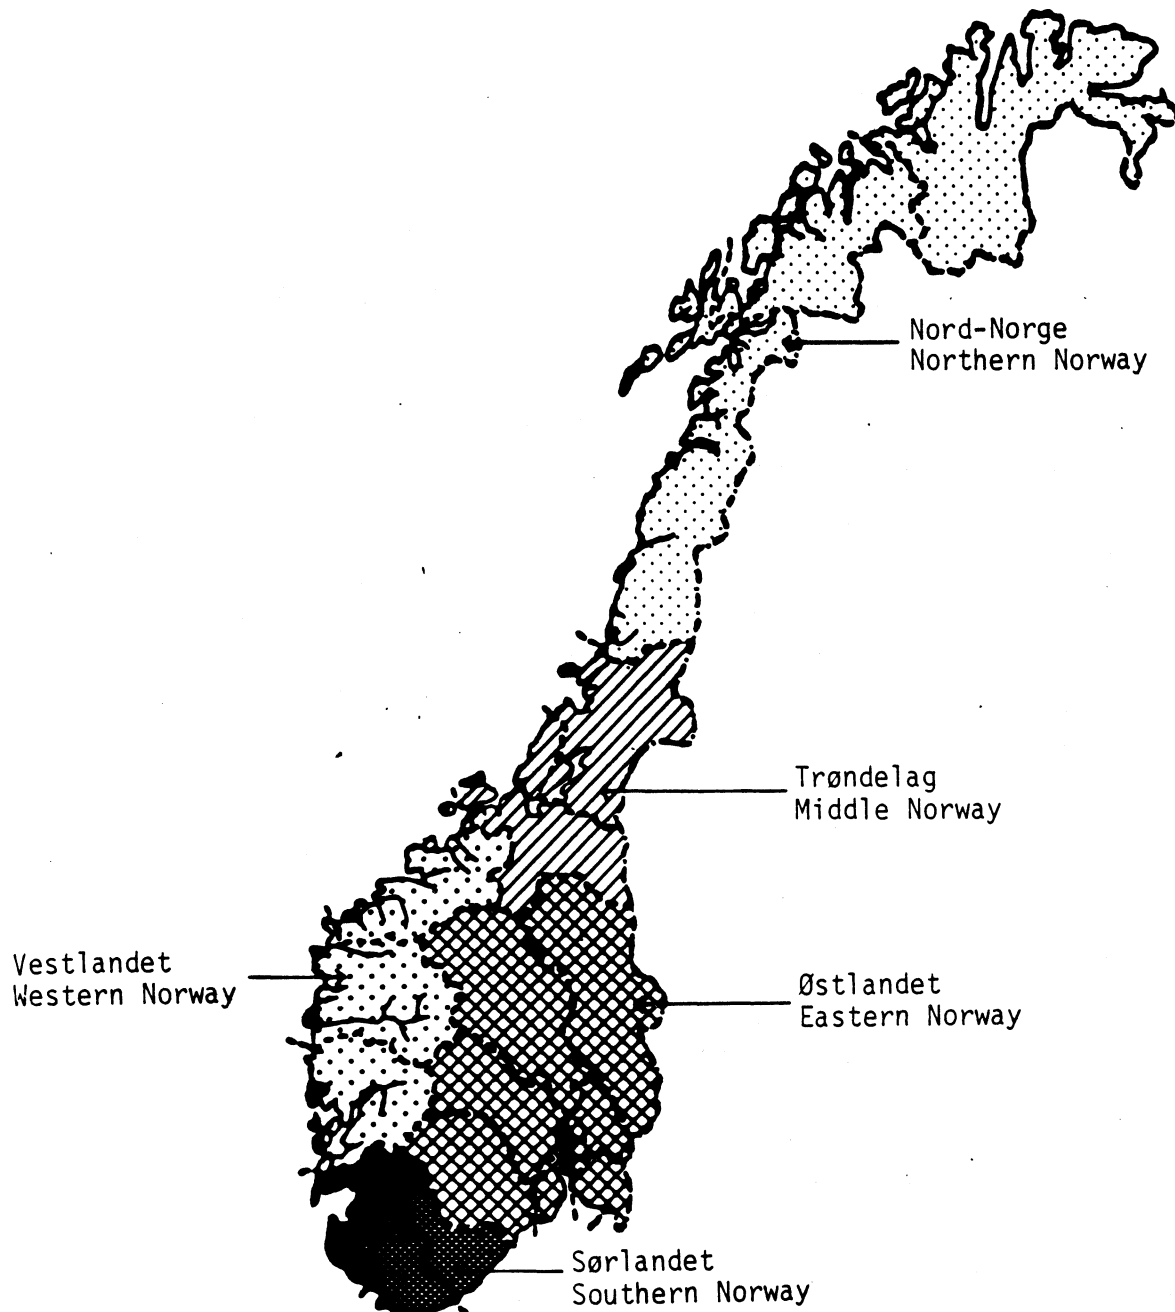 Nord-Norge
Northern Norway
Trøndelag
Middle Norway
Vestlandet
Western Norway
Østlandet
Eastern Norway
Sørlandet
Southern Norway